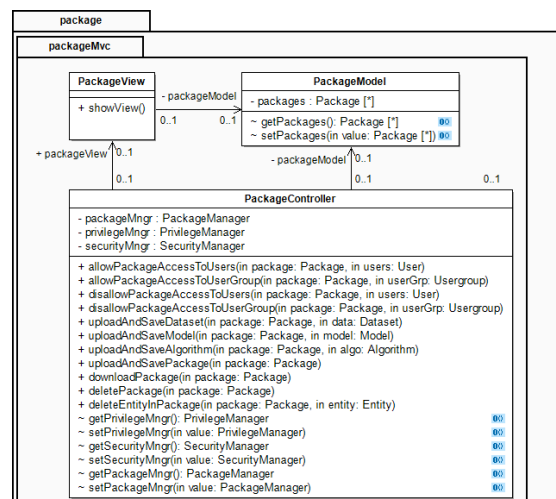 package
packageMvc
PackageView
+ showView()
- packageModel
0..1
0..1
PackageModel
- packages : Package [*]
~ getPackages(): Package [*]
~ setPackages(in value: Package [*])
+ packageView
0..1
0..1
- packageModel
0..1
0..1
0..1
PackageController
- packageMngr : PackageManager
- privilegeMngr : PrivilegeManager
- securityMngr : SecurityManager
+ allowPackageAccessToUsers(in package: Package, in users: User)
+ allowPackageAccessToUserGroup(in package: Package, in userGrp: Usergroup)
+ disallowPackageAccessToUsers(in package: Package, in users: User)
+ disallowPackageAccessToUserGroup(in package: Package, in userGrp: Usergroup)
+ uploadAndSaveDataset(in package: Package, in data: Dataset)
+ uploadAndSaveModel(in package: Package, in model: Model)
+ uploadAndSaveAlgorithm(in package: Package, in algo: Algorithm)
+ uploadAndSavePackage(in package: Package)
+ downloadPackage(in package: Package)
+ deletePackage(in package: Package)
+ deleteEntityInPackage(in package: Package, in entity: Entity)
~ getPrivilegeMngr(): PrivilegeManager
~ setPrivilegeMngr(in value: PrivilegeManager)
~ getSecurityMngr(): SecurityManager
~ setSecurityMngr(in value: SecurityManager)
~ getPackageMngr(): PackageManager
~ setPackageMngr(in value: PackageManager)